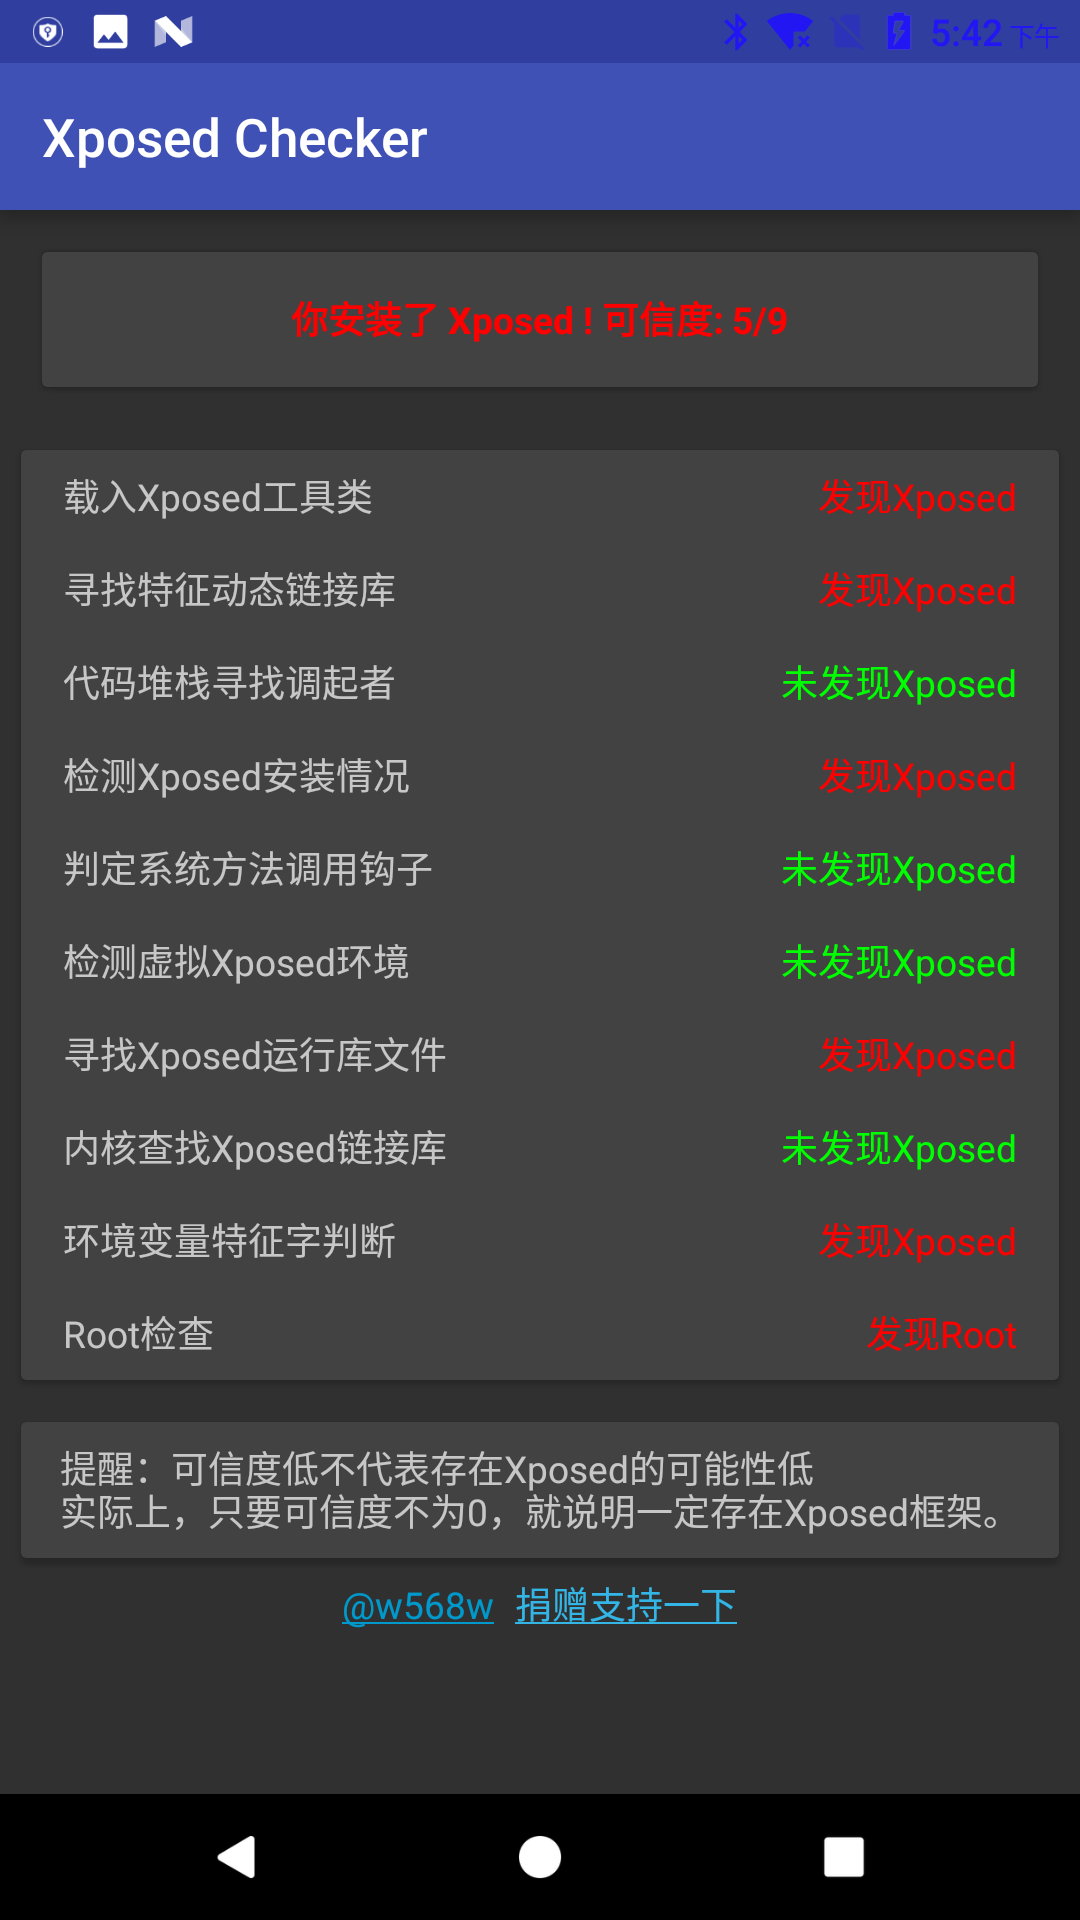 5:42 下午
Xposed Checker
你安装了 Xposed ! 可信度: 5/9
载入Xposed工具类 发现Xposed
寻找特征动态链接库 发现Xposed
代码堆栈寻找调起者 未发现Xposed
检测Xposed安装情况 发现Xposed
判定系统方法调用钩子 未发现Xposed
检测虚拟Xposed环境 未发现Xposed
寻找Xposed运行库文件 发现Xposed
内核查找Xposed链接库 未发现Xposed
环境变量特征字判断 发现Xposed
Root检查 发现Root
提醒：可信度低不代表存在Xposed的可能性低
实际上，只要可信度不为0，就说明一定存在Xposed框架。
@w568w 捐赠支持一下